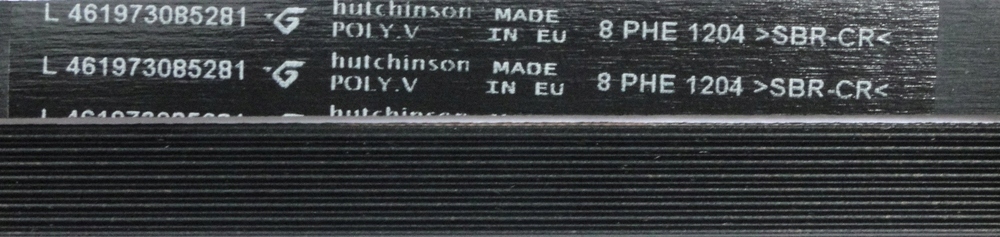 L 461973085281 G hutchinson POLY.V MADE IN EU 8 PHE 1204 >SBR-CR<
L 461973085281 G hutchinson POLY.V MADE IN EU 8 PHE 1204 >SBR-CR<
hutchinson